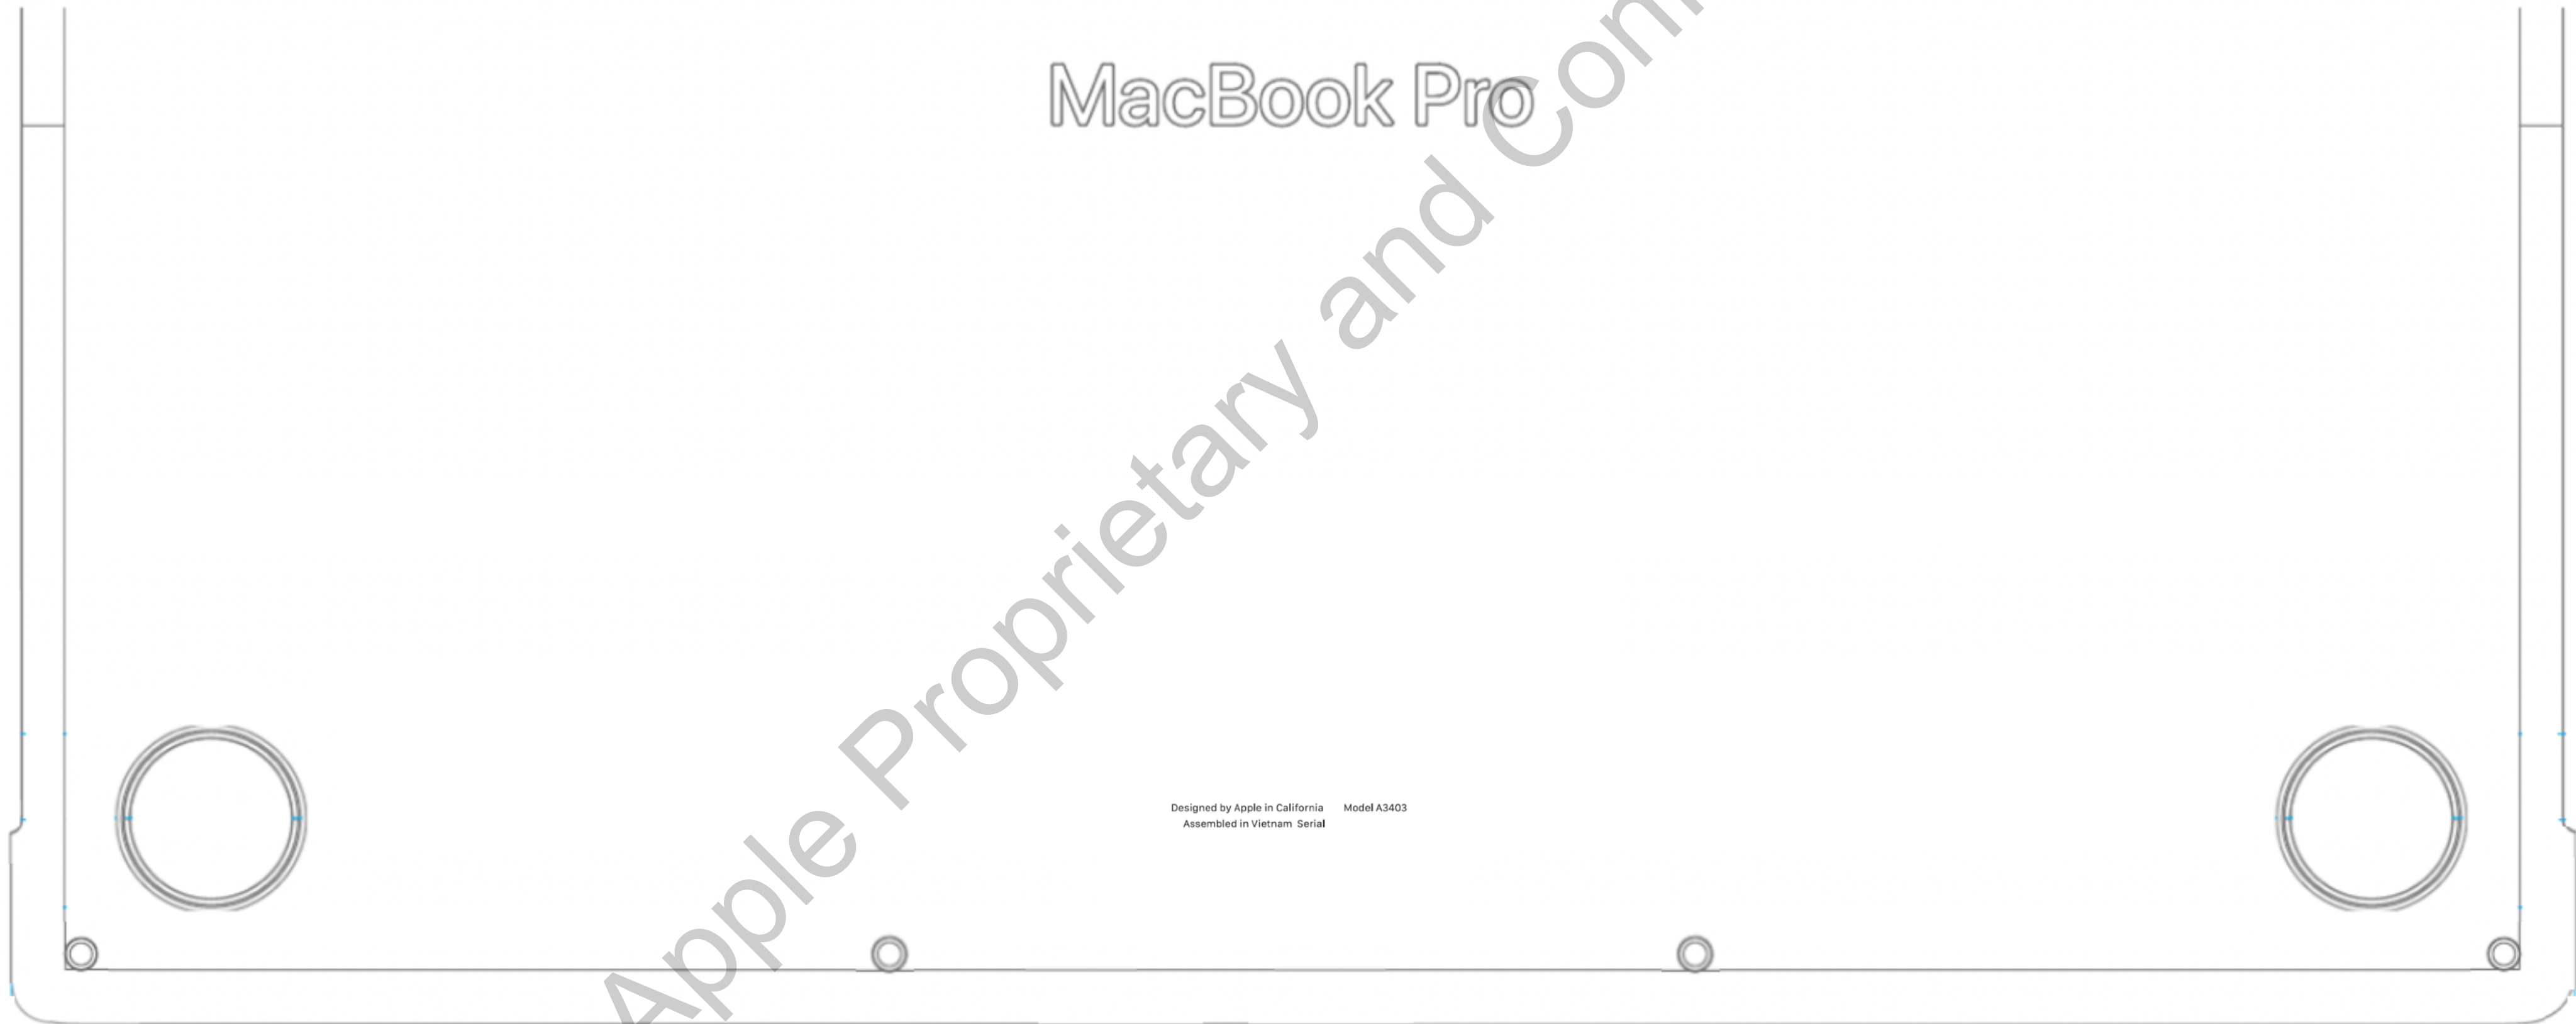 MacBook Pro
Apple Proprietary and Con
Designed by Apple in California Model A3403
Assembled in Vietnam Serial